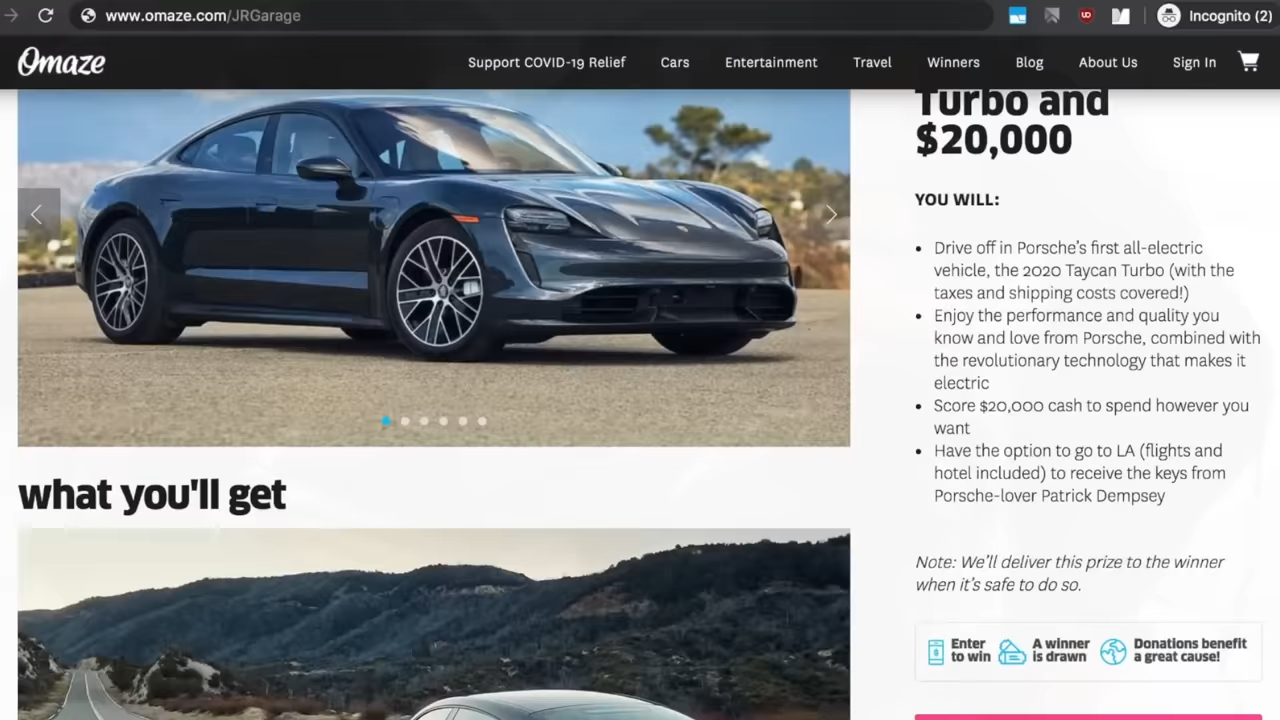 www.omaze.com/JRGarage
Incognito (2)
Omaze
Support COVID-19 Relief
Cars
Entertainment
Travel
Winners
Blog
About Us
Sign In
Turbo and
$20,000
YOU WILL:
• Drive off in Porsche's first all-electric
vehicle, the 2020 Taycan Turbo (with the
taxes and shipping costs covered!)
• Enjoy the performance and quality you
know and love from Porsche, combined with
the revolutionary technology that makes it
electric
• Score $20,000 cash to spend however you
want
• Have the option to go to LA (flights and
hotel included) to receive the keys from
Porsche-lover Patrick Dempsey
Note: We'll deliver this prize to the winner
when it's safe to do so.
Enter
to win
A winner
is drawn
Donations benefit
a great cause!
what you'll get